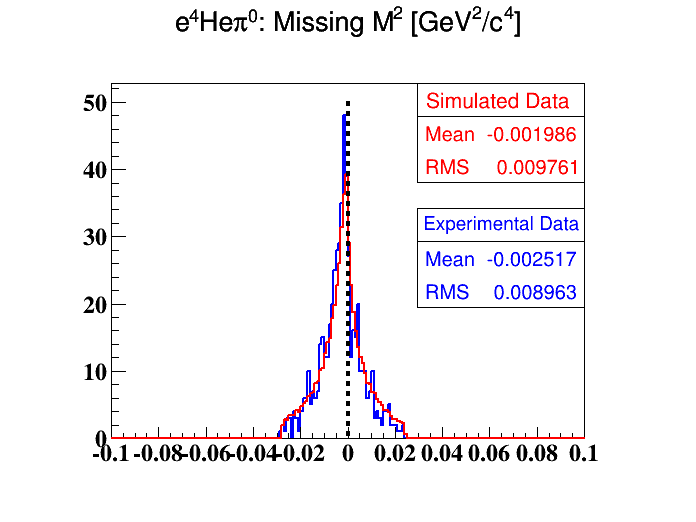 e⁴Heπ⁰: Missing M² [GeV²/c⁴]
50
40
30
20
10
0
-0.1 -0.08 -0.06 -0.04 -0.02 0 0.02 0.04 0.06 0.08 0.1
Simulated Data
Mean -0.001986
RMS 0.009761
Experimental Data
Mean -0.002517
RMS 0.008963